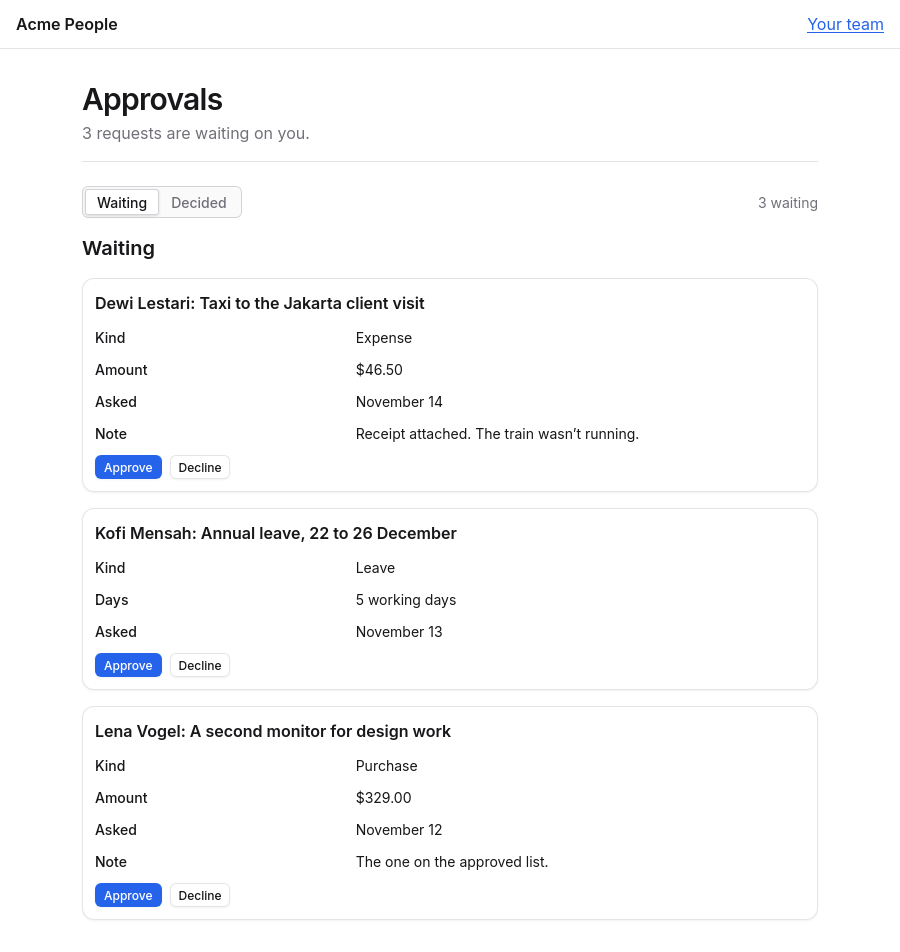 Acme People
Your team
Approvals
3 requests are waiting on you.
Waiting
Decided
3 waiting
Waiting
Dewi Lestari: Taxi to the Jakarta client visit
Kind
Expense
Amount
$46.50
Asked
November 14
Note
Receipt attached. The train wasn’t running.
Approve
Decline
Kofi Mensah: Annual leave, 22 to 26 December
Kind
Leave
Days
5 working days
Asked
November 13
Approve
Decline
Lena Vogel: A second monitor for design work
Kind
Purchase
Amount
$329.00
Asked
November 12
Note
The one on the approved list.
Approve
Decline